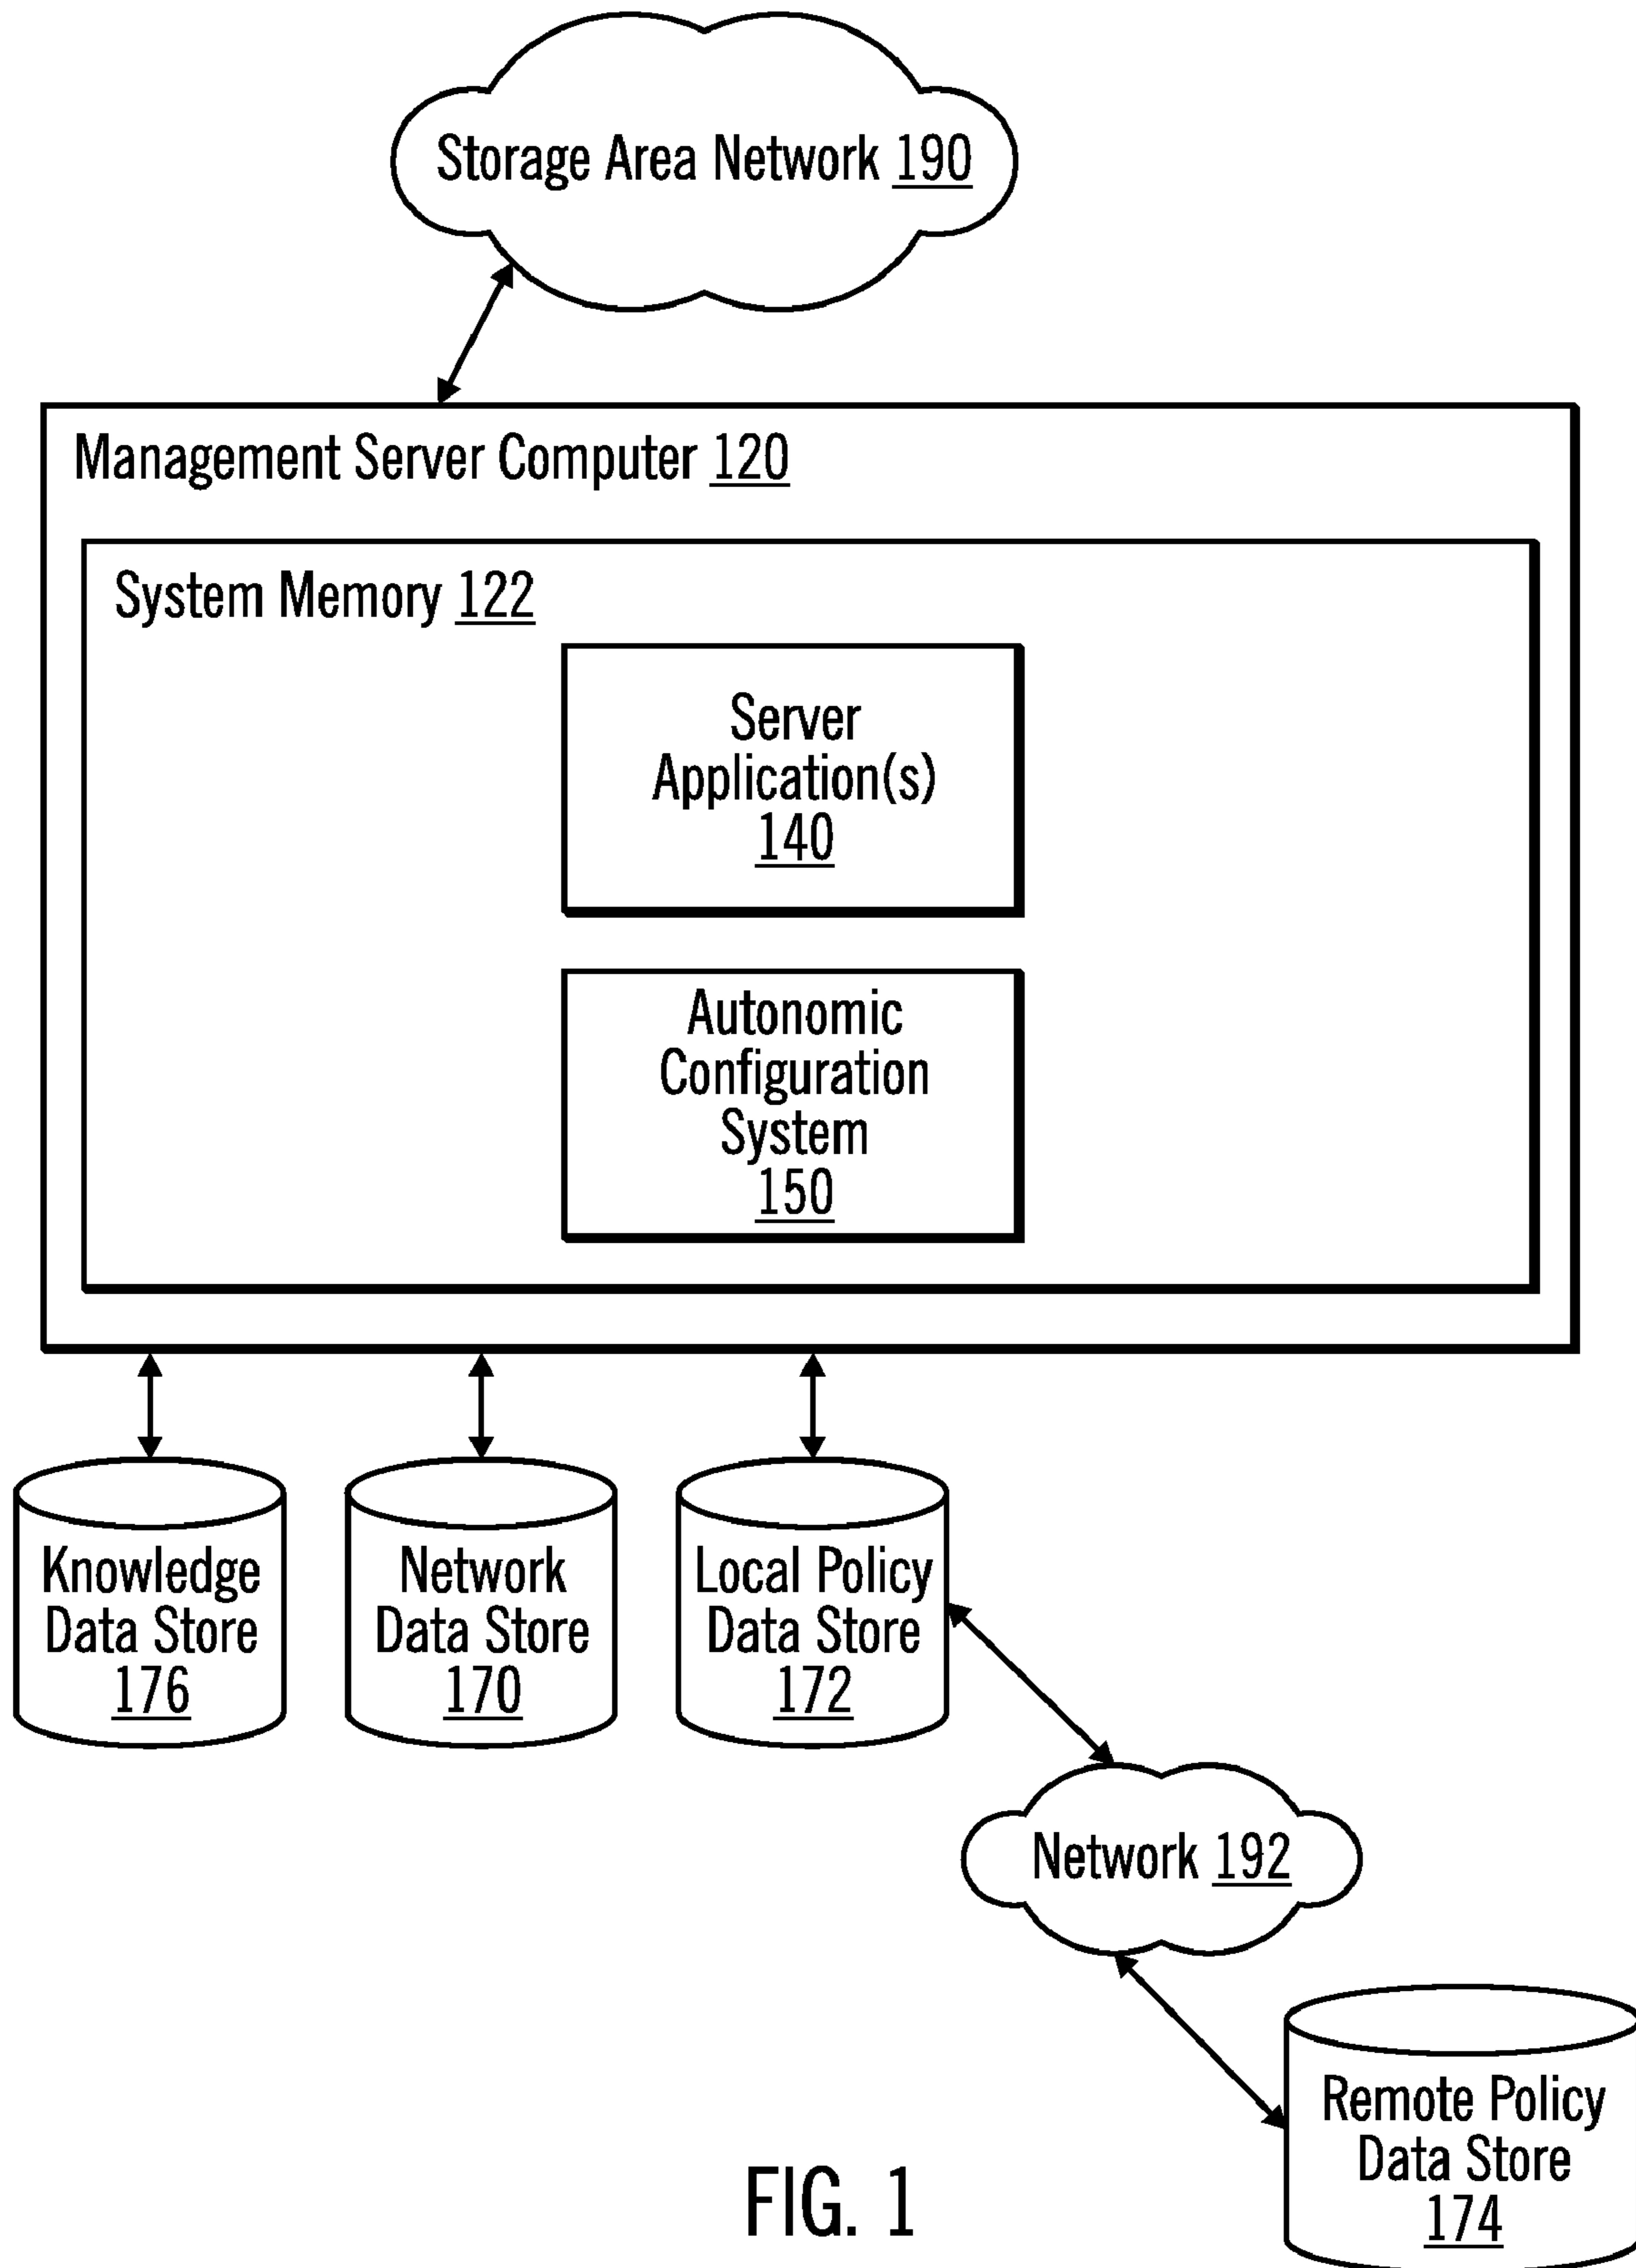 Storage Area Network 190
Management Server Computer 120
System Memory 122
Server
Application(s)
140
Autonomic
Configuration
System
150
Knowledge
Data Store
176
Network
Data Store
170
Local Policy
Data Store
172
Network 192
Remote Policy
Data Store
174
FIG. 1